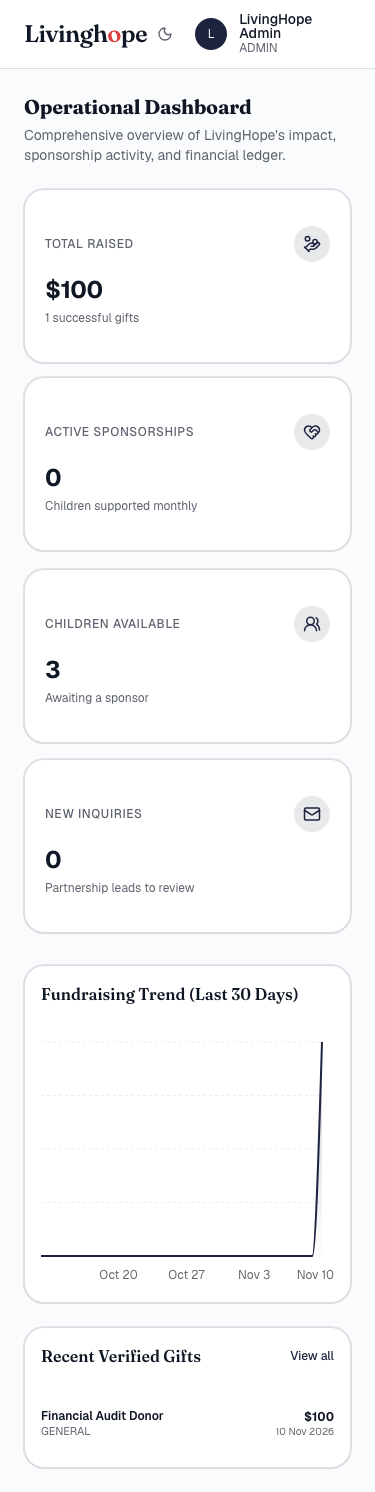 Livinghope
L
LivingHope
Admin
ADMIN
Operational Dashboard
Comprehensive overview of LivingHope's impact,
sponsorship activity, and financial ledger.
TOTAL RAISED
$100
1 successful gifts
ACTIVE SPONSORSHIPS
0
Children supported monthly
CHILDREN AVAILABLE
3
Awaiting a sponsor
NEW INQUIRIES
0
Partnership leads to review
Fundraising Trend (Last 30 Days)
Oct 20 Oct 27 Nov 3 Nov 10
Recent Verified Gifts View all
Financial Audit Donor $100
GENERAL 10 Nov 2026